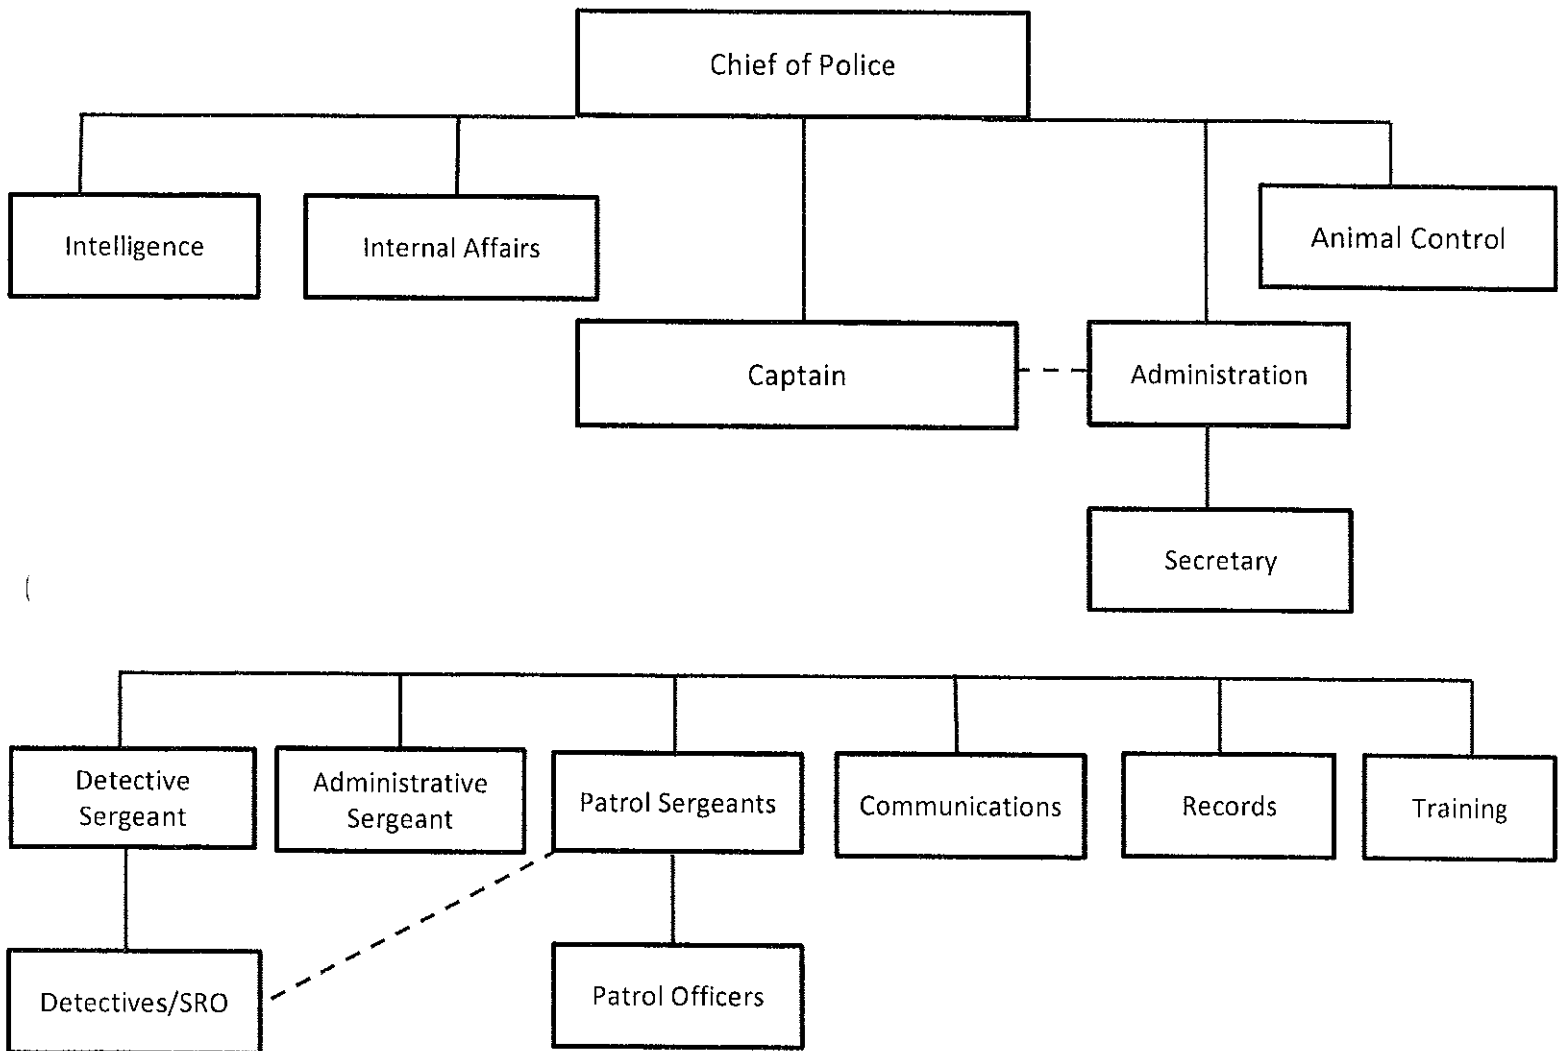 Chief of Police
Intelligence
Internal Affairs
Animal Control
Captain
Administration
Secretary
Detective
Sergeant
Administrative
Sergeant
Patrol Sergeants
Communications
Records
Training
Detectives/SRO
Patrol Officers